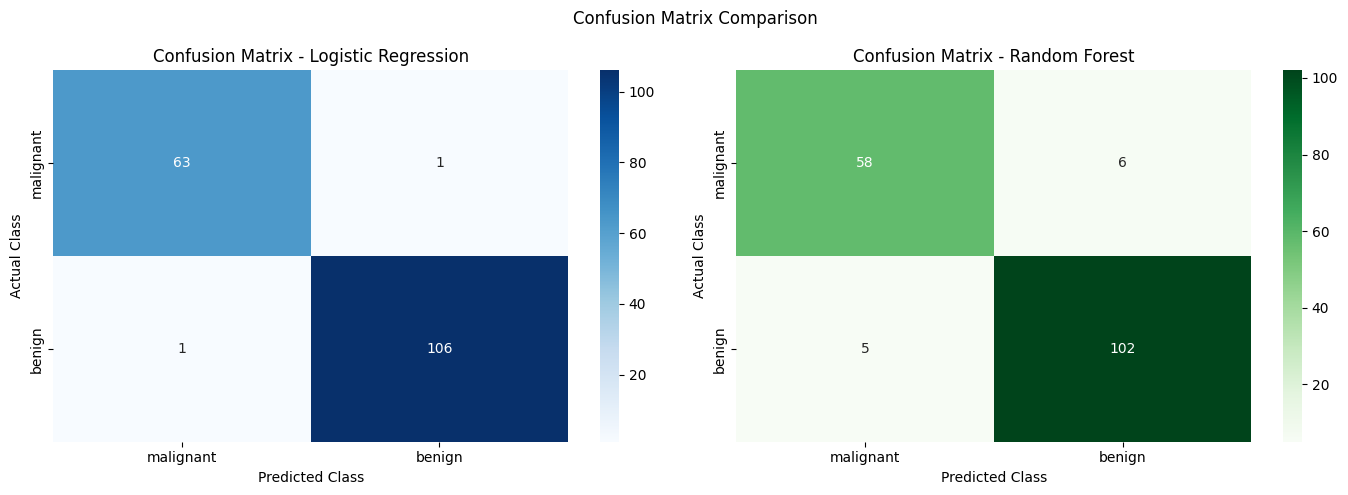 Confusion Matrix Comparison
Confusion Matrix - Logistic Regression
Actual Class
malignant
benign
63
1
1
106
malignant
benign
Predicted Class
100
80
60
40
20
Confusion Matrix - Random Forest
Actual Class
malignant
benign
58
6
5
102
malignant
benign
Predicted Class
100
80
60
40
20